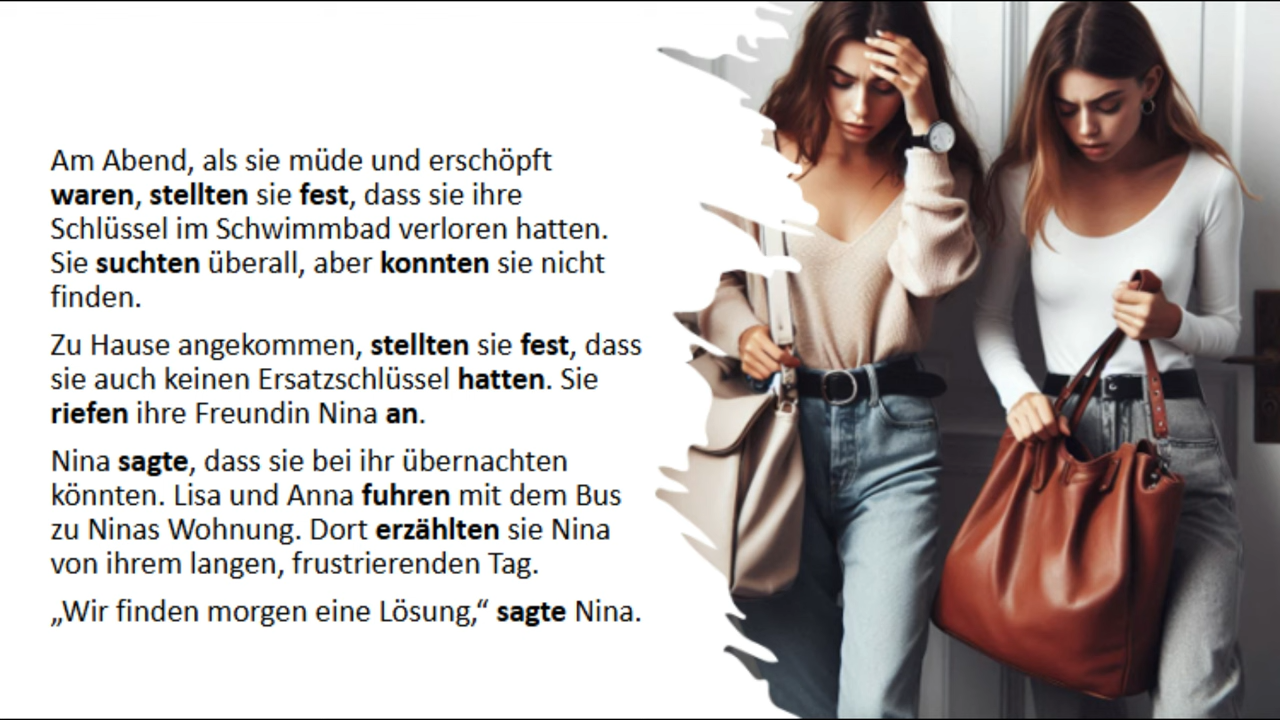 Am Abend, als sie müde und erschöpft
waren, stellten sie fest, dass sie ihre
Schlüssel im Schwimmbad verloren hatten.
Sie suchten überall, aber konnten sie nicht
finden.
Zu Hause angekommen, stellten sie fest, dass
sie auch keinen Ersatzschlüssel hatten. Sie
riefen ihre Freundin Nina an.
Nina sagte, dass sie bei ihr übernachten
könnten. Lisa und Anna fuhren mit dem Bus
zu Ninas Wohnung. Dort erzählten sie Nina
von ihrem langen, frustrierenden Tag.
„Wir finden morgen eine Lösung,“ sagte Nina.